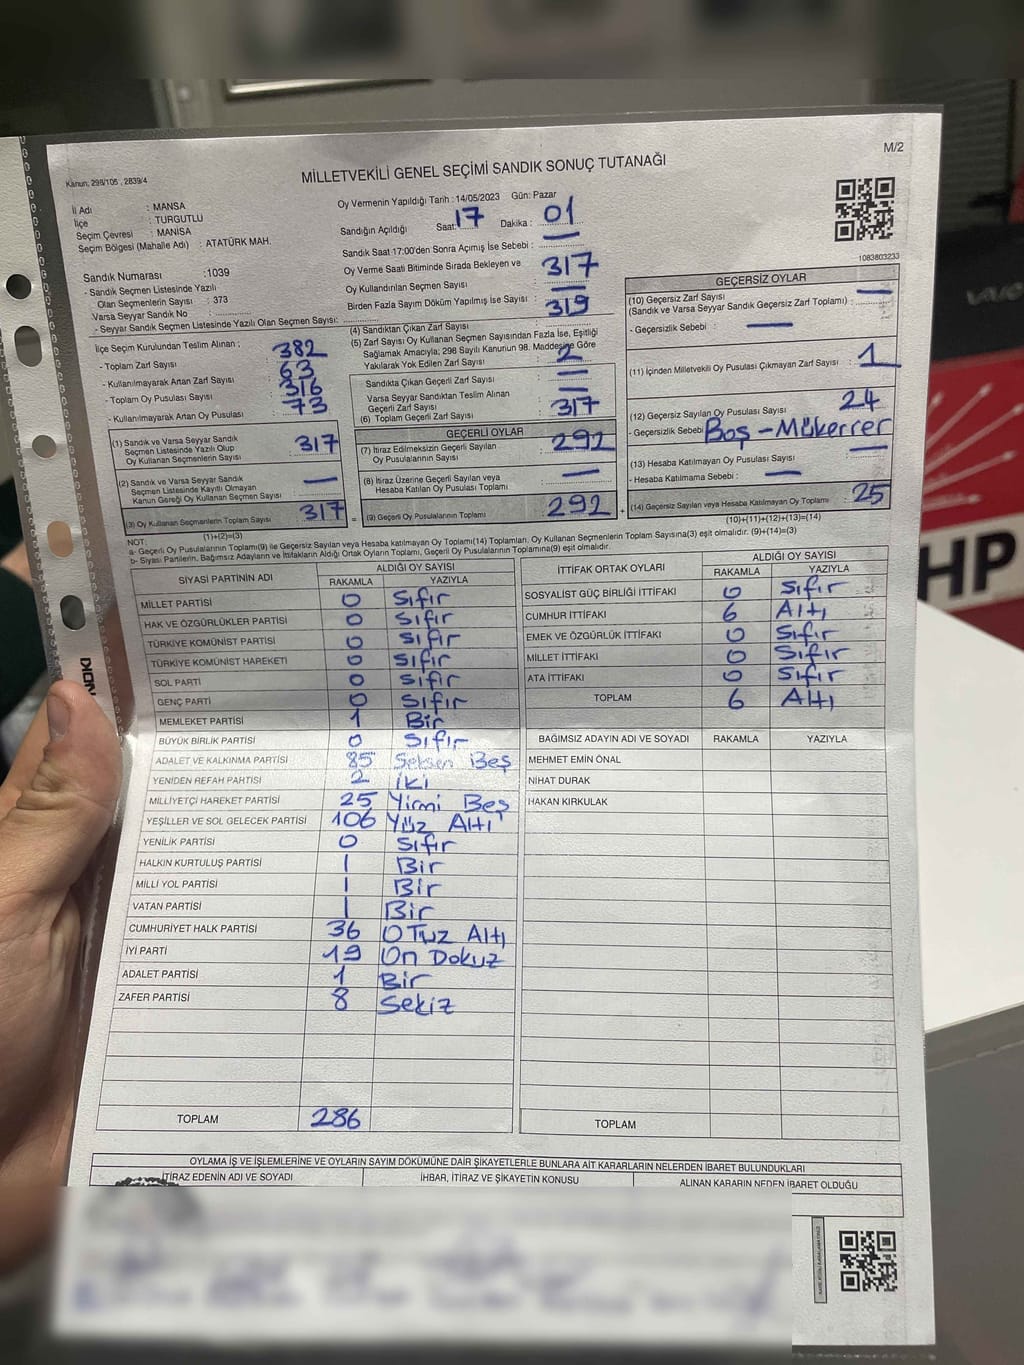 M/2
Kanun, 298/105 , 2839/4
MİLLETVEKİLİ GENEL SEÇİMİ SANDIK SONUÇ TUTANAĞI
İl Adı : MANSA
İlçe : TURGUTLU
Seçim Çevresi : MANİSA
Seçim Bölgesi (Mahalle Adı) : ATATÜRK MAH.
Oy Vermenin Yapıldığı Tarih : 14/05/2023 Gün: Pazar
Sandığın Açıldığı Saat: 17 Dakika : 01
Sandık Saat 17:00'den Sonra Açımış İse Sebebi : —
Oy Verme Saati Bitiminde Sırada Bekleyen ve
Oy Kullandırılan Seçmen Sayısı : 317
Birden Fazla Sayım Döküm Yapılmış İse Sayısı : —
1083803233
Sandık Numarası : 1039
- Sandık Seçmen Listesinde Yazılı
Olan Seçmenlerin Sayısı : 373
Varsa Seyyar Sandık No
- Seyyar Sandık Seçmen Listesinde Yazılı Olan Seçmen Sayısı:
İlçe Seçim Kurulundan Teslim Alınan ;
- Toplam Zarf Sayısı : 382
- Kullanılmayarak Artan Zarf Sayısı : 63
- Toplam Oy Pusulası : 316
- Kullanılmayarak Artan Oy Pusulası : 73
(1) Sandık ve Varsa Seyyar Sandık
Seçmen Listesinde Yazılı Olup
Oy Kullanan Seçmenlerin Sayısı : 317
(2) Sandık ve Varsa Seyyar Sandık
Seçmen Listesinde Kayıtlı Olmayan
Kanun Gereği Oy Kullanan Seçmen Sayısı : —
(3) Oy Kullanan Seçmenlerin Toplam Sayısı : 317
(1)+(2)=(3)
(4) Sandıktan Çıkan Zarf Sayısı : 319
(5) Zarf Sayısı Oy Kullanan Seçmen Sayısından Fazla İse, Eşitliği
Sağlamak Amacıyla; 298 Sayılı Kanunun 98. Maddesine Göre
Yakılarak Yok Edilen Zarf Sayısı : 2
Sandıkta Çıkan Geçerli Zarf Sayısı : —
Varsa Seyyar Sandıktan Teslim Alınan
Geçerli Zarf Sayısı : —
(6) Toplam Geçerli Zarf Sayısı : 317
GEÇERLİ OYLAR
(7) İtiraz Edilmeksizin Geçerli Sayılan
Oy Pusulalarının Sayısı : 292
(8) İtiraz Üzerine Geçerli Sayılan veya
Hesaba Katılan Oy Pusulası Toplamı : —
(9) Geçerli Oy Pusulalarının Toplamı : 292
GEÇERSİZ OYLAR
(10) Geçersiz Zarf Sayısı
(Sandık ve Varsa Seyyar Sandık Geçersiz Zarf Toplamı) : —
- Geçersizlik Sebebi : —
(11) İçinden Milletvekili Oy Pusulası Çıkmayan Zarf Sayısı : 1
(12) Geçersiz Sayılan Oy Pusulası Sayısı : 24
- Geçersizlik Sebebi : Boş - Mükerrer
(13) Hesaba Katılmayan Oy Pusulası Sayısı : —
- Hesaba Katılmama Sebebi : —
(14) Geçersiz Sayılan veya Hesaba Katılmayan Oy Toplamı : 25
(10)+(11)+(12)+(13)=(14)
NOT:
a- Geçerli Oy Pusulalarının Toplamı(9) ile Geçersiz Sayılan veya Hesaba katılmayan Oy Toplamı(14) Toplamları, Oy Kullanan Seçmenlerin Toplam Sayısına(3) eşit olmalıdır. (9)+(14)=(3)
b- Siyasi Partilerin, Bağımsız Adayların ve İttifakların Aldığı Ortak Oyların Toplamı, Geçerli Oy Pusulalarının Toplamına(9) eşit olmalıdır.
SİYASİ PARTİNİN ADI ALDIĞI OY SAYISI
RAKAMLA YAZIYLA
MİLLET PARTİSİ 0 Sıfır
HAK VE ÖZGÜRLÜKLER PARTİSİ 0 Sıfır
TÜRKİYE KOMÜNİST PARTİSİ 0 Sıfır
TÜRKİYE KOMÜNİST HAREKETİ 0 Sıfır
SOL PARTİ 0 Sıfır
GENÇ PARTİ 0 Sıfır
MEMLEKET PARTİSİ 1 Bir
BÜYÜK BİRLİK PARTİSİ 0 Sıfır
ADALET VE KALKINMA PARTİSİ 85 Seksen Beş
YENİDEN REFAH PARTİSİ 2 İki
MİLLİYETÇİ HAREKET PARTİSİ 25 Yirmi Beş
YEŞİLLER VE SOL GELECEK PARTİSİ 106 Yüz Altı
YENİLİK PARTİSİ 0 Sıfır
HALKIN KURTULUŞ PARTİSİ 1 Bir
MİLLİ YOL PARTİSİ 1 Bir
VATAN PARTİSİ 1 Bir
CUMHURİYET HALK PARTİSİ 36 Otuz Altı
İYİ PARTİ 19 On Dokuz
ADALET PARTİSİ 1 Bir
ZAFER PARTİSİ 8 Sekiz
TOPLAM 286
İTTİFAK ORTAK OYLARI ALDIĞI OY SAYISI
RAKAMLA YAZIYLA
SOSYALİST GÜÇ BİRLİĞİ İTTİFAKI 0 Sıfır
CUMHUR İTTİFAKI 6 Altı
EMEK VE ÖZGÜRLÜK İTTİFAKI 0 Sıfır
MİLLET İTTİFAKI 0 Sıfır
ATA İTTİFAKI 0 Sıfır
TOPLAM 6 Altı
BAĞIMSIZ ADAYIN ADI VE SOYADI RAKAMLA YAZIYLA
MEHMET EMİN ÖNAL
NİHAT DURAK
HAKAN KIRKULAK
TOPLAM
OYLAMA İŞ VE İŞLEMLERİNE VE OYLARIN SAYIM DÖKÜMÜNE DAİR ŞİKAYETLERLE BUNLARA AİT KARARLARIN NELERDEN İBARET BULUNDUKLARI
İTİRAZ EDENİN ADI VE SOYADI İHBAR, İTİRAZ VE ŞİKAYETİN KONUSU ALINAN KARARIN NEDEN İBARET OLDUĞU
HP
VAIO